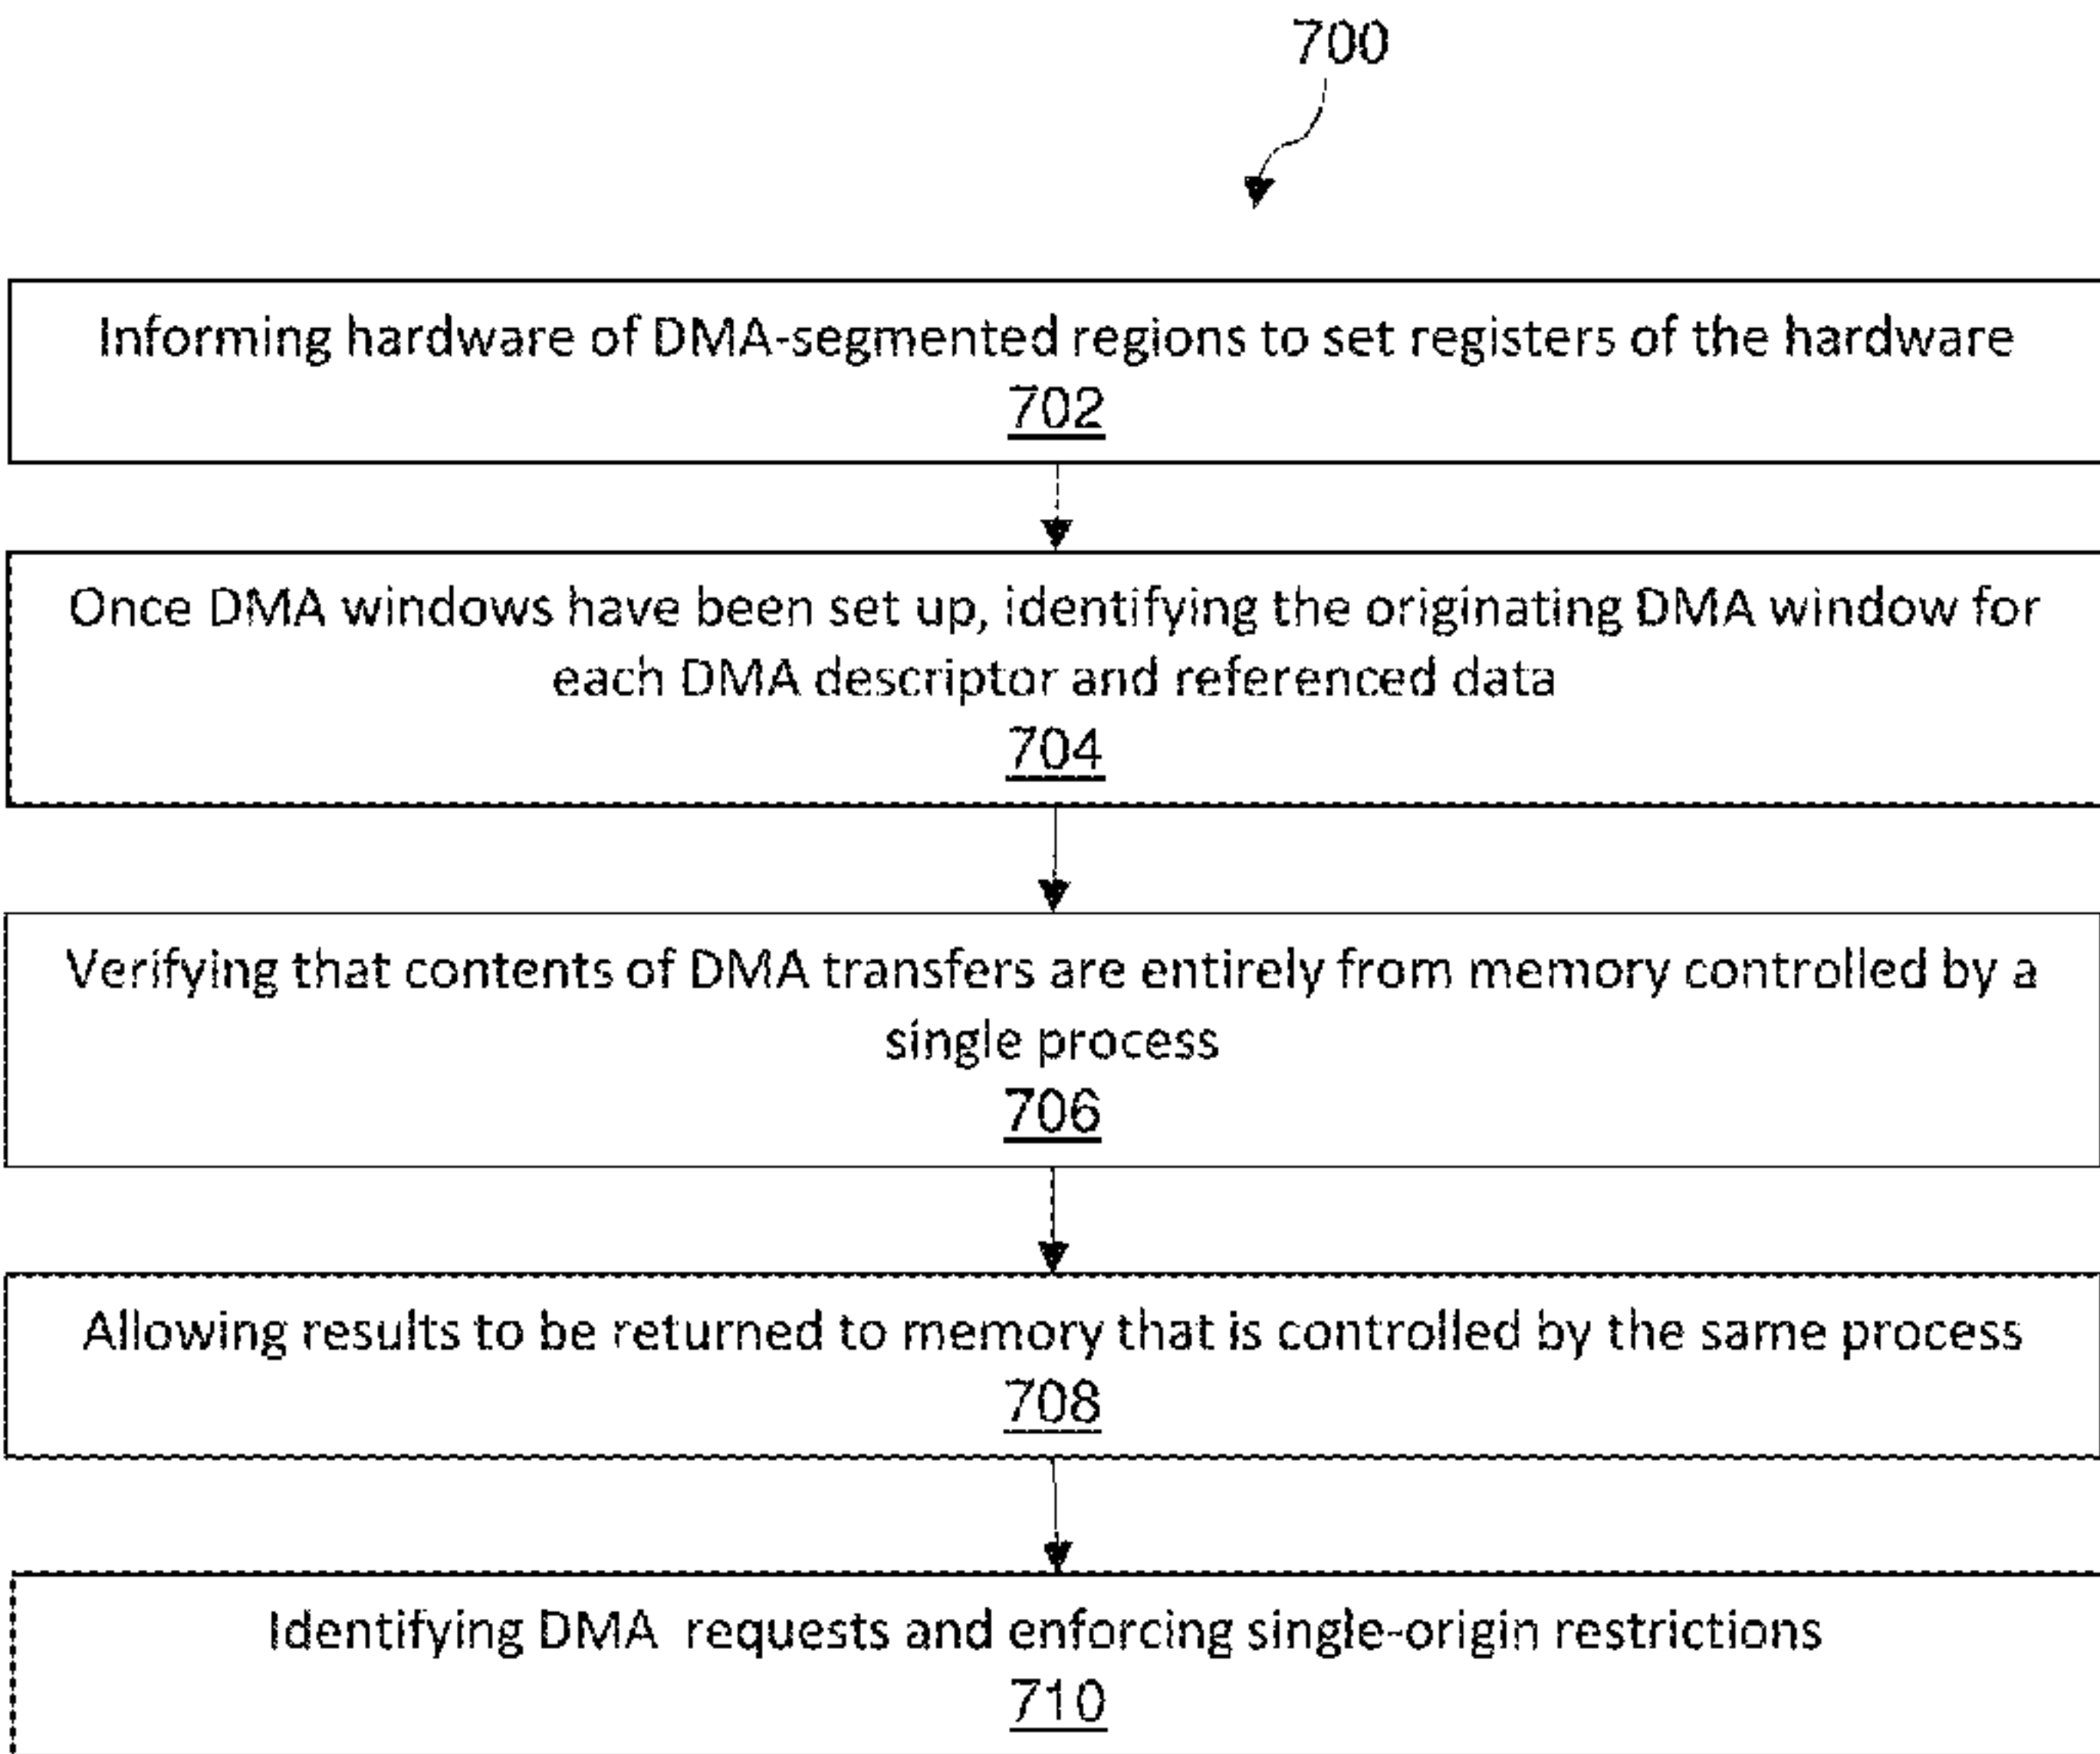 700
Informing hardware of DMA-segmented regions to set registers of the hardware
702
Once DMA windows have been set up, identifying the originating DMA window for
each DMA descriptor and referenced data
704
Verifying that contents of DMA transfers are entirely from memory controlled by a
single process
706
Allowing results to be returned to memory that is controlled by the same process
708
Identifying DMA requests and enforcing single-origin restrictions
710